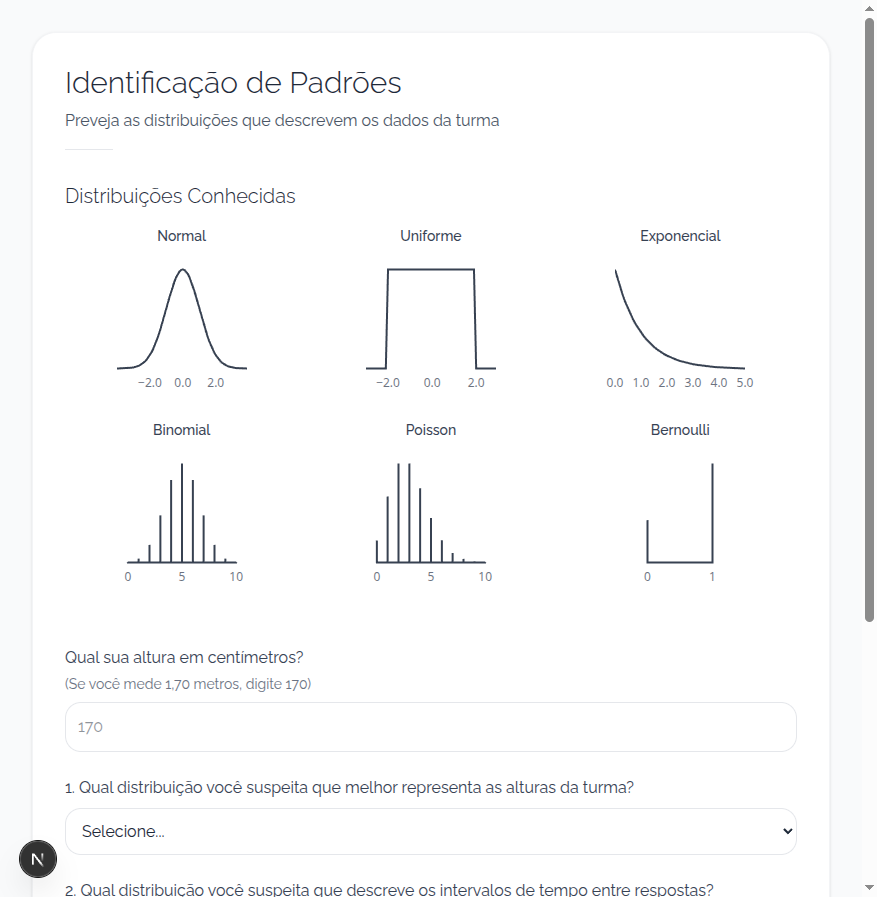 Identificação de Padrões
Preveja as distribuições que descrevem os dados da turma
Distribuições Conhecidas
Normal Uniforme Exponencial
−2.0 0.0 2.0 −2.0 0.0 2.0 0.0 1.0 2.0 3.0 4.0 5.0
Binomial Poisson Bernoulli
0 5 10 0 5 10 0 1
Qual sua altura em centímetros?
(Se você mede 1,70 metros, digite 170)
170
1. Qual distribuição você suspeita que melhor representa as alturas da turma?
Selecione...
N
2. Qual distribuição você suspeita que descreve os intervalos de tempo entre respostas?